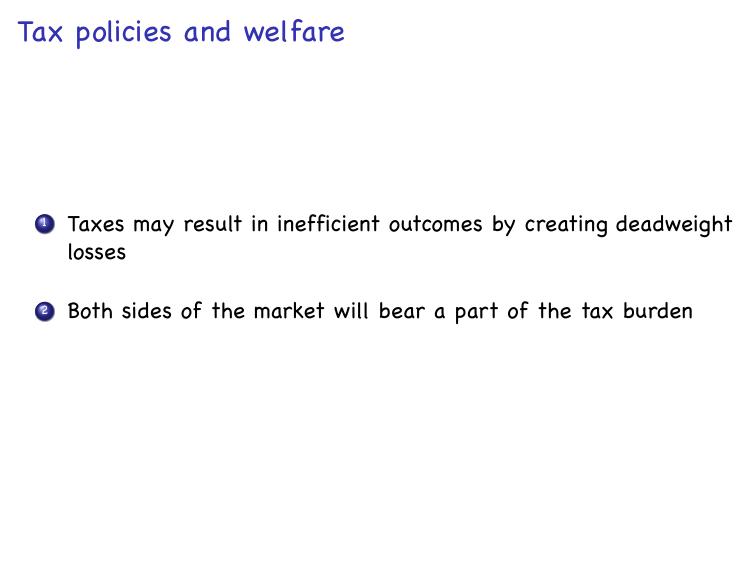 Tax policies and welfare
1 Taxes may result in inefficient outcomes by creating deadweight
losses
2 Both sides of the market will bear a part of the tax burden